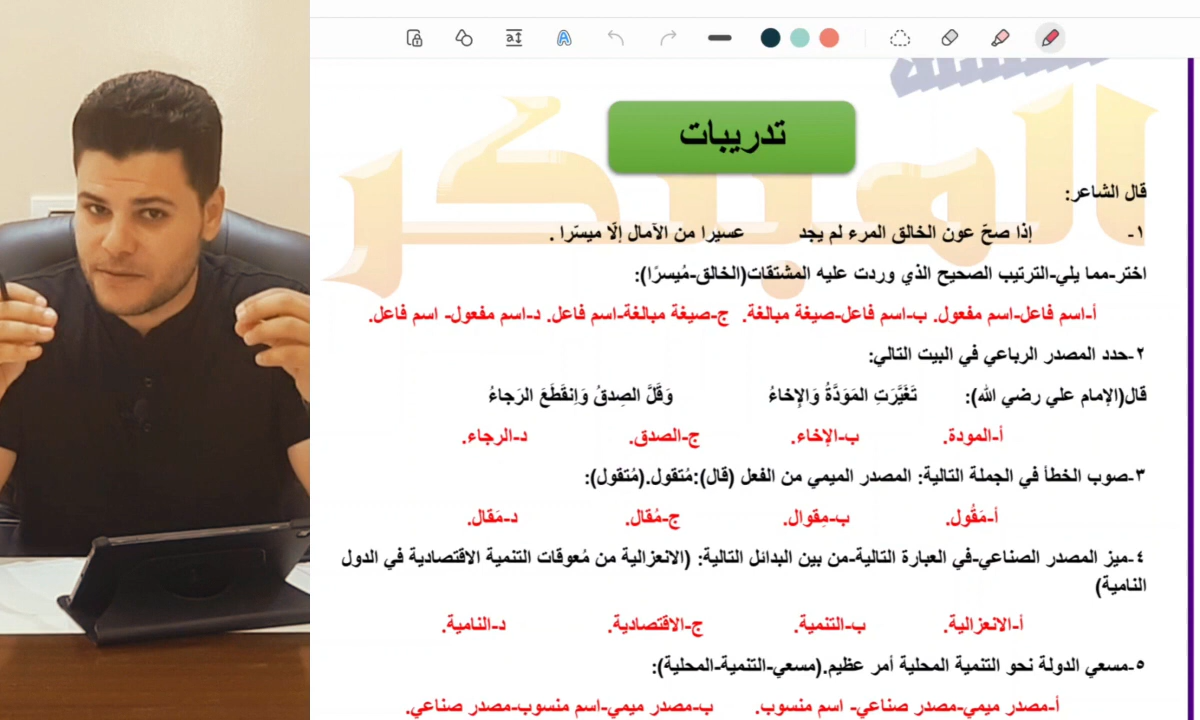 المبتكر
تدريبات
قال الشاعر:
١- إذا صحّ عون الخالق المرء لم يجد عسيرا من الآمال إلّا ميسّرا .
اختر-مما يلي-الترتيب الصحيح الذي وردت عليه المشتقات(الخالق-مُيسرًا):
أ-اسم فاعل-اسم مفعول. ب-اسم فاعل-صيغة مبالغة. ج-صيغة مبالغة-اسم فاعل. د-اسم مفعول- اسم فاعل.
٢-حدد المصدر الرباعي في البيت التالي:
قال(الإمام علي رضي الله): تَغَيَّرَتِ المَوَدَّةُ وَالإِخاءُ وَقَلَّ الصِدقُ وَاِنقَطَعَ الرَجاءُ
أ-المودة. ب-الإخاء. ج-الصدق. د-الرجاء.
٣-صوب الخطأ في الجملة التالية: المصدر الميمي من الفعل (قال):مُتقول.(مُتقول):
أ-مَقُول. ب-مِقوال. ج-مُقال. د-مَقال.
٤-ميز المصدر الصناعي-في العبارة التالية-من بين البدائل التالية: (الانعزالية من مُعوقات التنمية الاقتصادية في الدول
النامية)
أ-الانعزالية. ب-التنمية. ج-الاقتصادية. د-النامية.
٥-مسعي الدولة نحو التنمية المحلية أمر عظيم.(مسعي-التنمية-المحلية):
أ-مصدر ميمي-مصدر صناعي- اسم منسوب. ب-مصدر ميمي-اسم منسوب-مصدر صناعي.